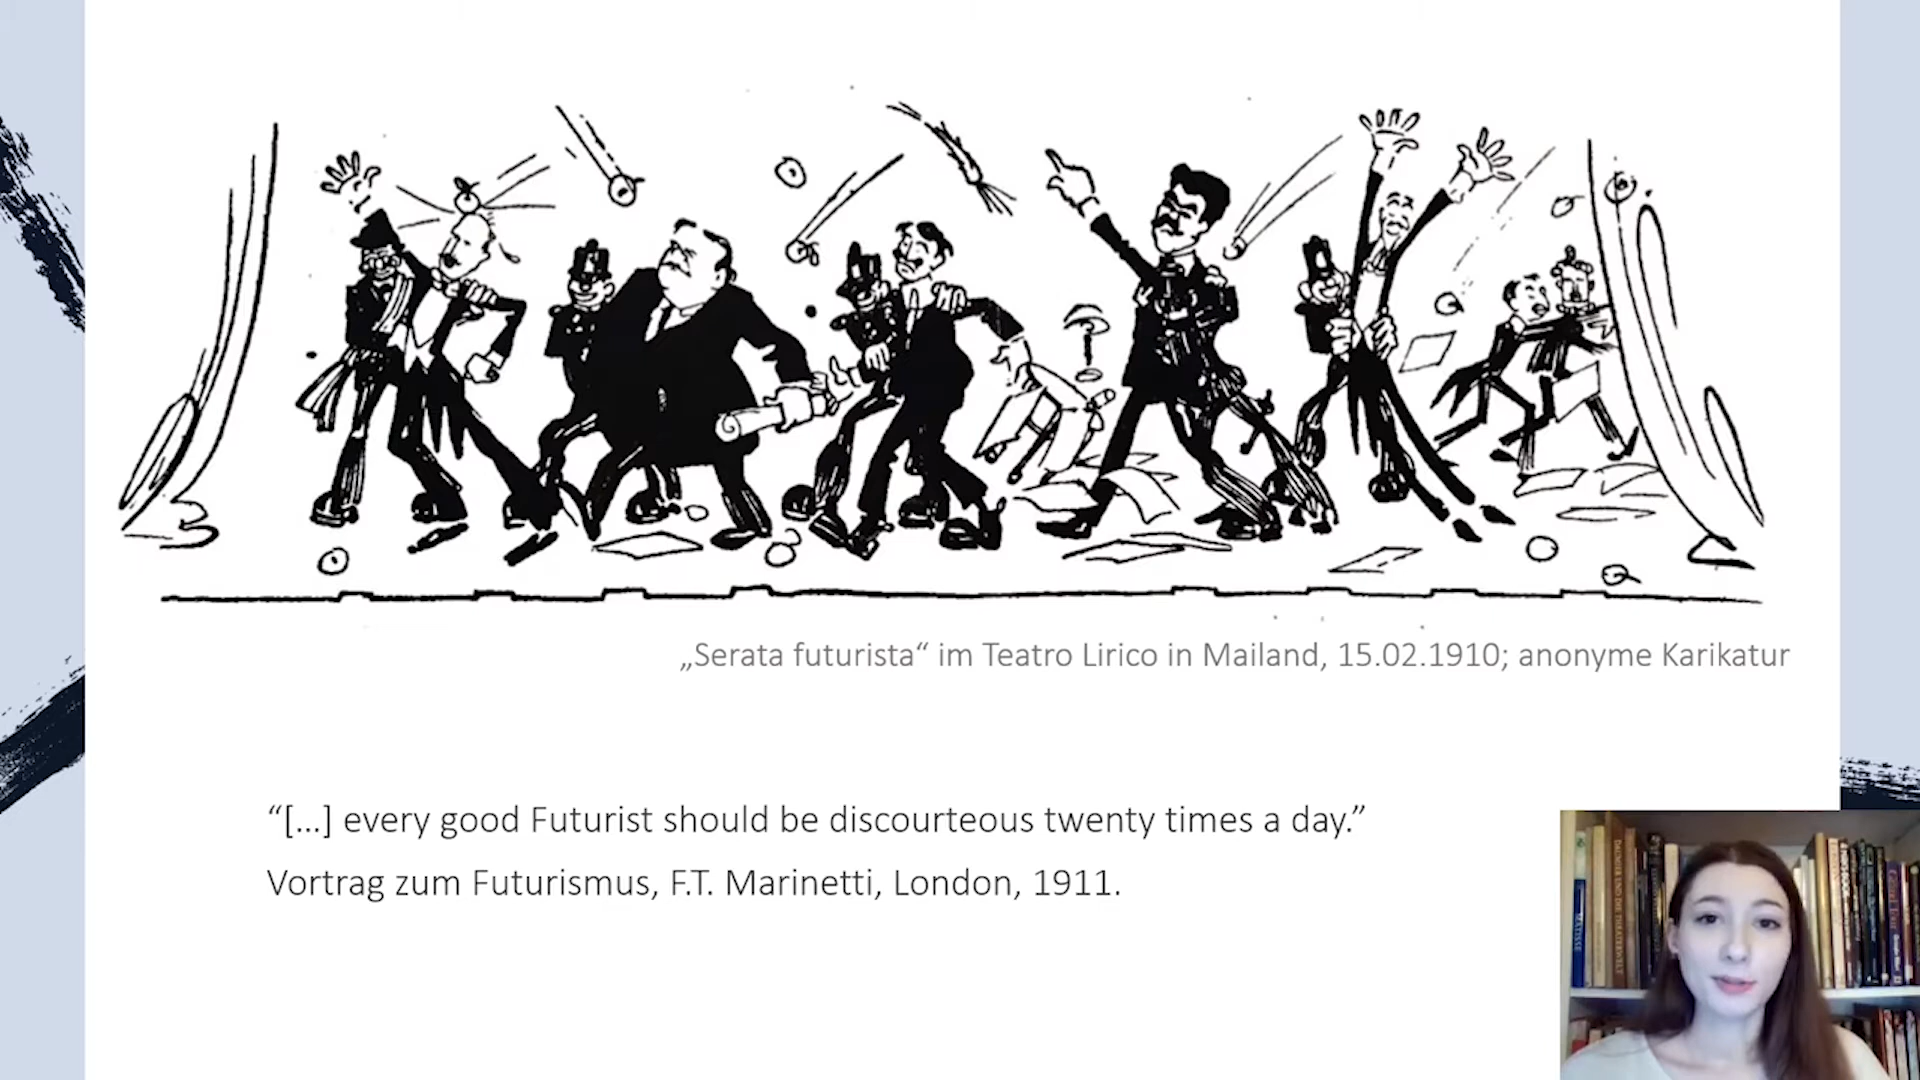 „Serata futurista“ im Teatro Lirico in Mailand, 15.02.1910; anonyme Karikatur
“[...] every good Futurist should be discourteous twenty times a day.”
Vortrag zum Futurismus, F.T. Marinetti, London, 1911.
MATISSE